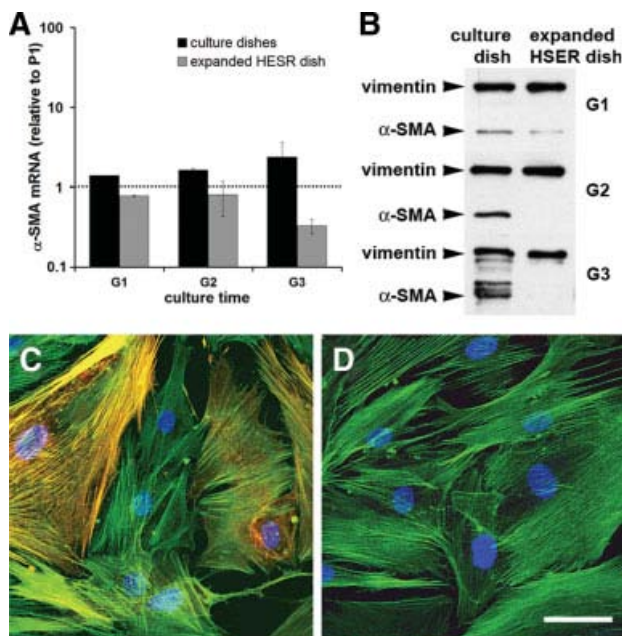 A
α-SMA mRNA (relative to P1)
100
10
1
0.1
culture dishes
expanded HESR dish
G1 G2 G3
culture time
B
culture expanded
dish HSER dish
vimentin
G1
α-SMA
vimentin
G2
α-SMA
vimentin
G3
α-SMA
C
D